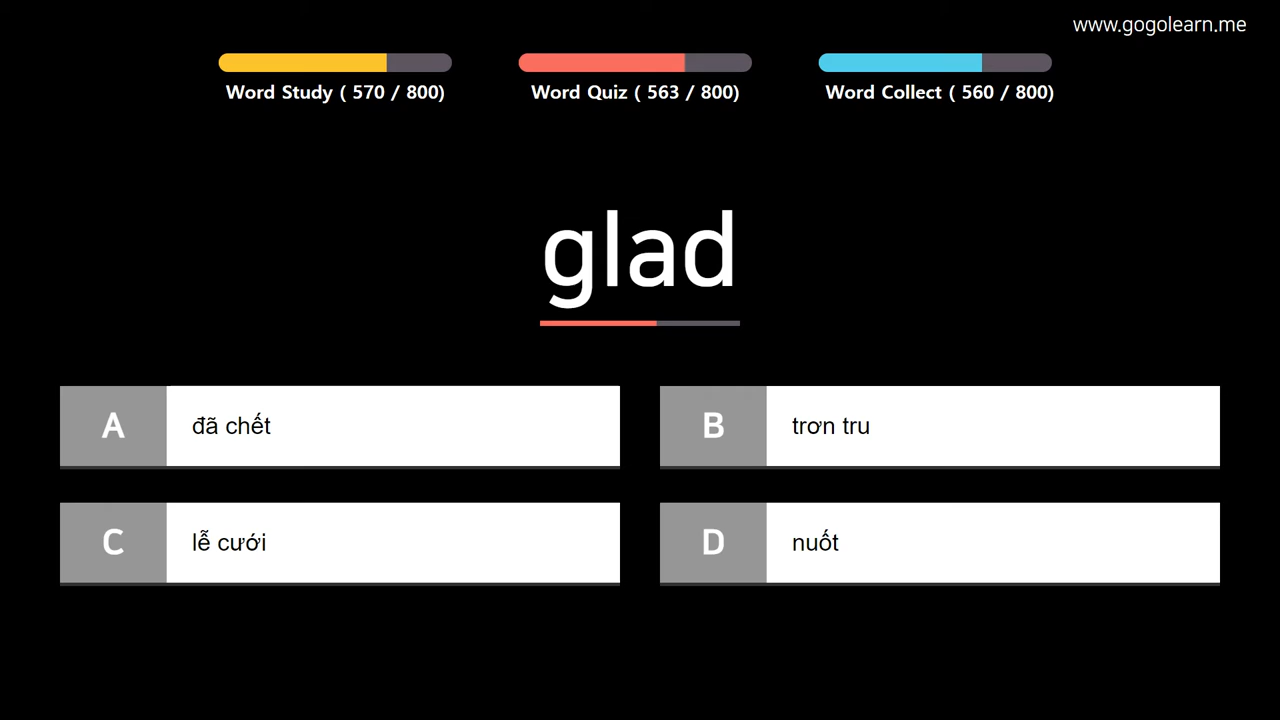 www.gogolearn.me
Word Study ( 570 / 800)
Word Quiz ( 563 / 800)
Word Collect ( 560 / 800)
glad
A
đã chết
B
trơn tru
C
lễ cưới
D
nuốt